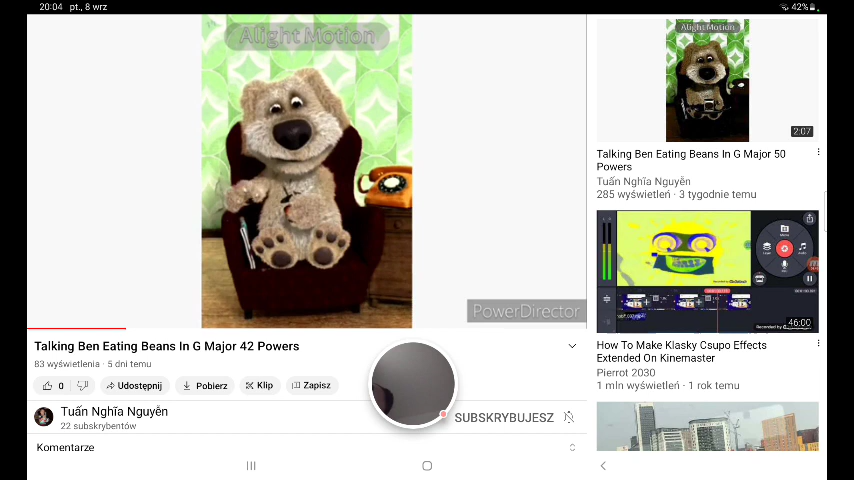 20:04 pt., 8 wrz
42%
Alight Motion
PowerDirector
Talking Ben Eating Beans In G Major 42 Powers
83 wyświetlenia · 5 dni temu
0
Udostępnij
Pobierz
Klip
Zapisz
Tuấn Nghĩa Nguyễn
22 subskrybentów
SUBSKRYBUJESZ
Komentarze
Alight Motion
2:07
Talking Ben Eating Beans In G Major 50
Powers
Tuấn Nghĩa Nguyễn
285 wyświetleń · 3 tygodnie temu
46:00
How To Make Klasky Csupo Effects
Extended On Kinemaster
Pierrot 2030
1 mln wyświetleń · 1 rok temu